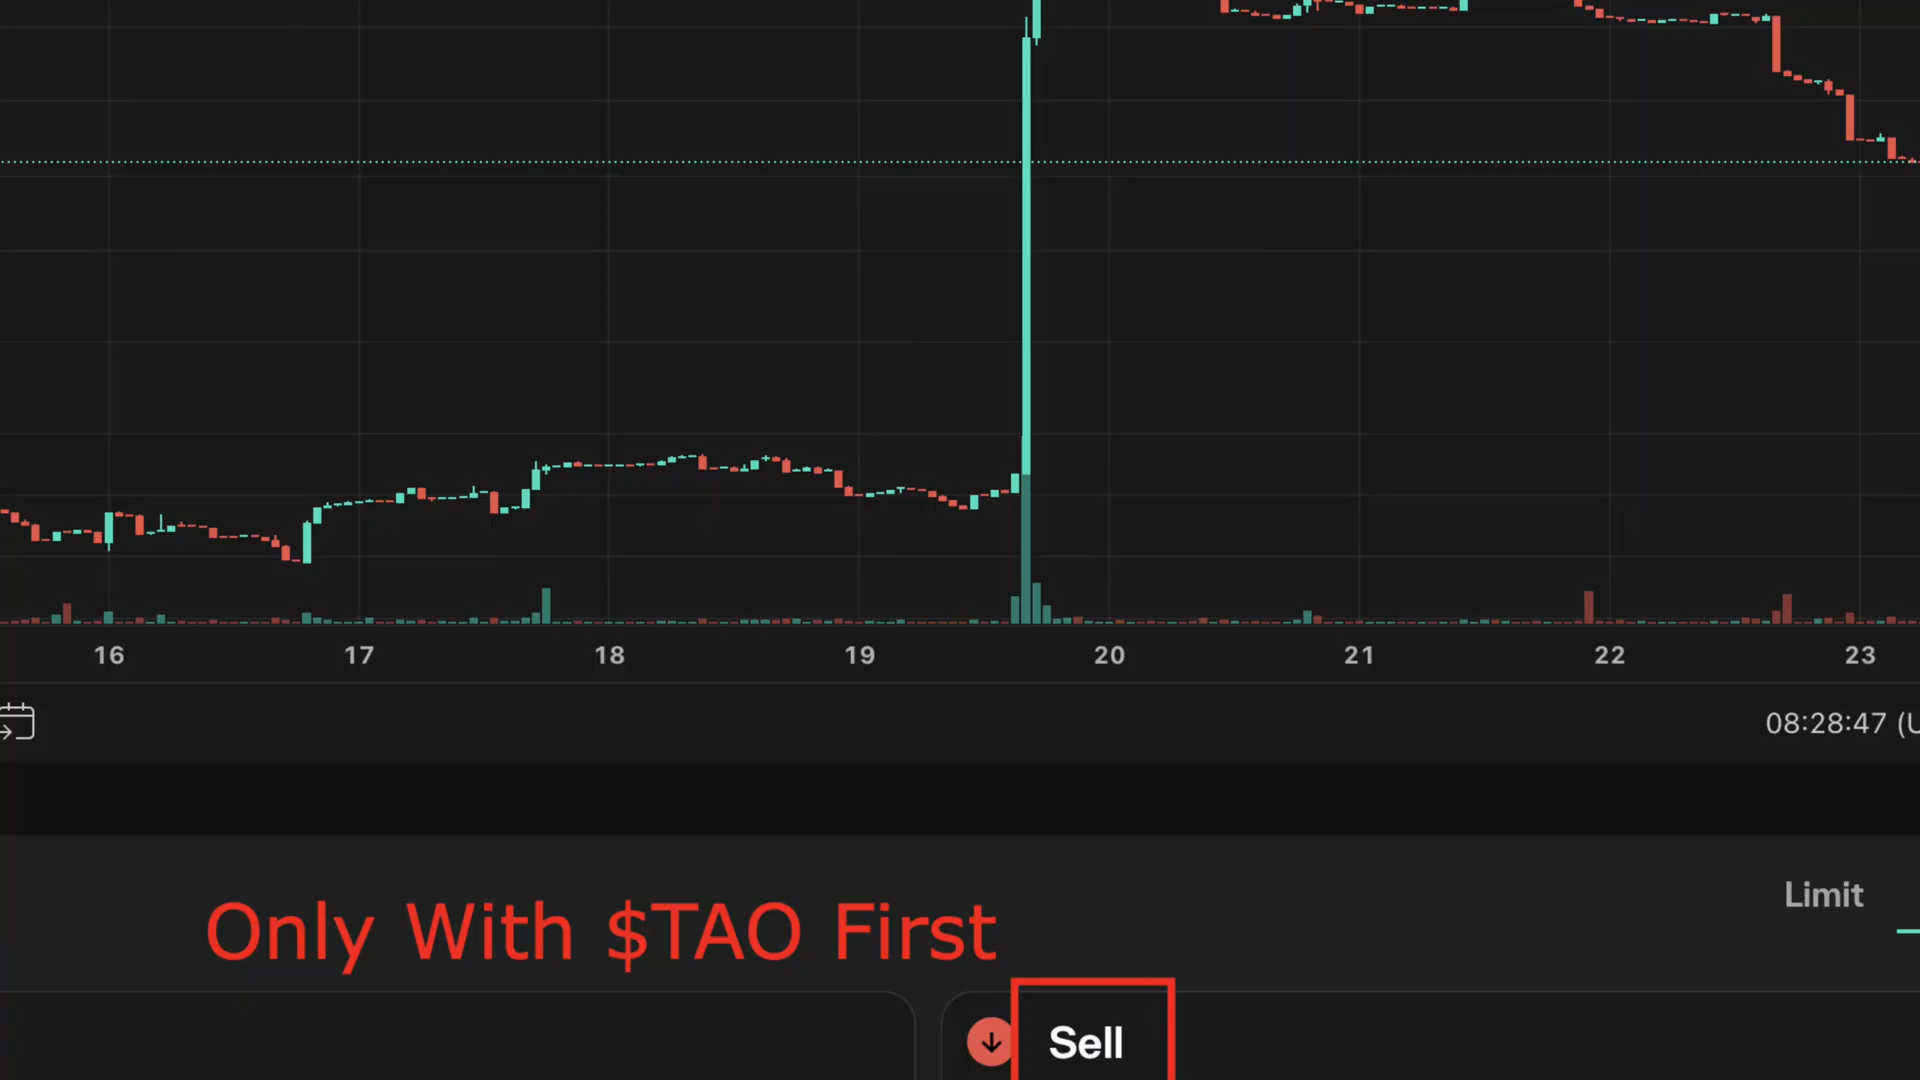 16 17 18 19 20 21 22 23
08:28:47 (U
Limit
Only With $TAO First
Sell